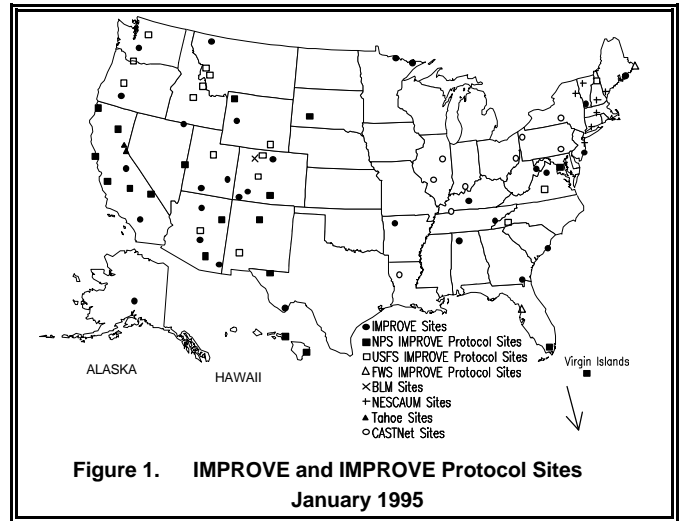 IMPROVE Sites
NPS IMPROVE Protocol Sites
USFS IMPROVE Protocol Sites
FWS IMPROVE Protocol Sites
BLM Sites
NESCAUM Sites
Tahoe Sites
CASTNet Sites
Virgin Islands
ALASKA
HAWAII
Figure 1. IMPROVE and IMPROVE Protocol Sites
January 1995